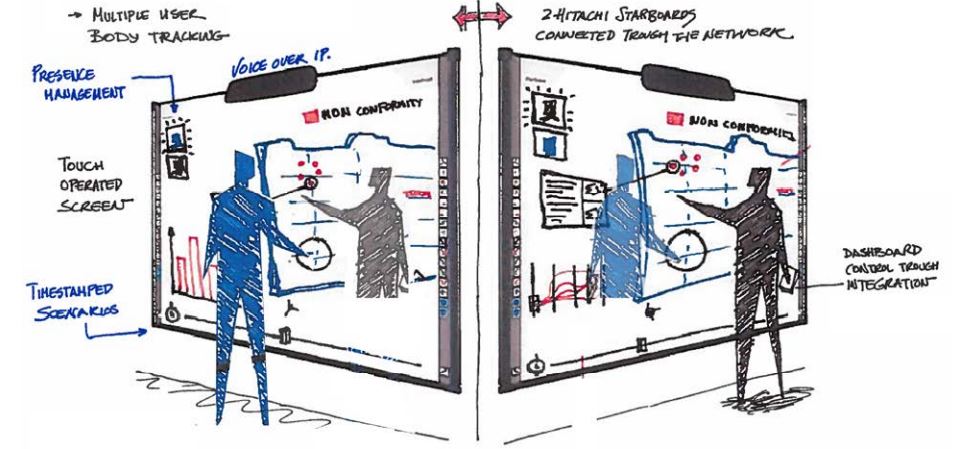 → MULTIPLE USER
BODY TRACKING
2 HITACHI STARBOARDS
CONNECTED TROUGH THE NETWORK
VOICE OVER IP.
PRESENCE
MANAGEMENT
NON CONFORMITY
NON CONFORMITY
TOUCH
OPERATED
SCREEN
DASHBOARD
CONTROL TROUGH
INTEGRATION
TIMESTAMPED
SCENARIOS